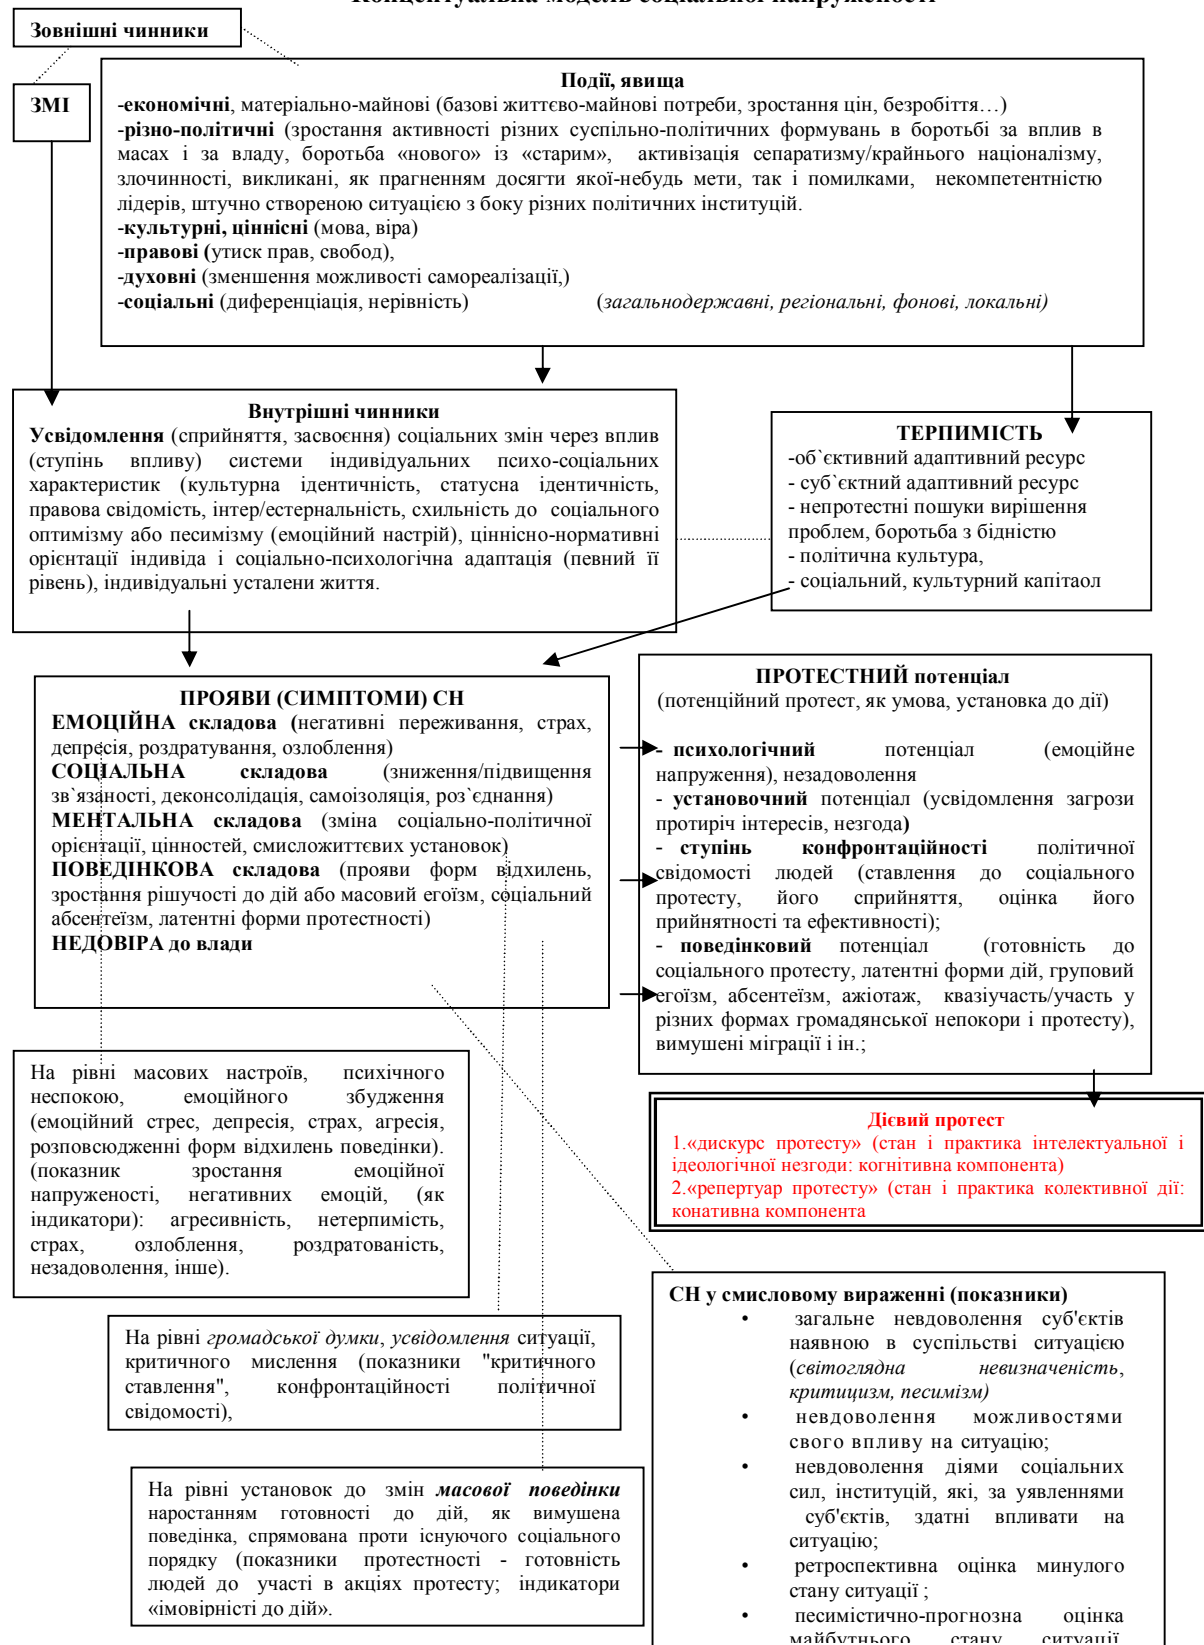 Концептуальна модель соціальної напруженості
Зовнішні чинники
ЗМІ
Події, явища
-економічні, матеріально-майнові (базові життєво-майнові потреби, зростання цін, безробіття…)
-різно-політичні (зростання активності різних суспільно-політичних формувань в боротьбі за вплив в
масах і за владу, боротьба «нового» із «старим», активізація сепаратизму/крайнього націоналізму,
злочинності, викликані, як прагненням досягти якої-небудь мети, так і помилками, некомпетентністю
лідерів, штучно створеною ситуацією з боку різних політичних інституцій.
-культурні, ціннісні (мова, віра)
-правові (утиск прав, свобод),
-духовні (зменшення можливості самореалізації,)
-соціальні (диференціація, нерівність) (загальнодержавні, регіональні, фонові, локальні)
Внутрішні чинники
Усвідомлення (сприйняття, засвоєння) соціальних змін через вплив
(ступінь впливу) системи індивідуальних психо-соціальних
характеристик (культурна ідентичність, статусна ідентичність,
правова свідомість, інтер/естернальність, схильність до соціального
оптимізму або песимізму (емоційний настрій), ціннісно-нормативні
орієнтації індивіда і соціально-психологічна адаптація (певний її
рівень), індивідуальні усталени життя.
ТЕРПИМІСТЬ
-об`єктивний адаптивний ресурс
- суб`єктний адаптивний ресурс
- непротестні пошуки вирішення
проблем, боротьба з бідністю
- політична культура,
- соціальний, культурний капітаол
ПРОЯВИ (СИМПТОМИ) СН
ЕМОЦІЙНА складова (негативні переживання, страх,
депресія, роздратування, озлоблення)
СОЦІАЛЬНА складова (зниження/підвищення
зв`язаності, деконсолідація, самоізоляція, роз`єднання)
МЕНТАЛЬНА складова (зміна соціально-політичної
орієнтації, цінностей, смисложиттєвих установок)
ПОВЕДІНКОВА складова (прояви форм відхилень,
зростання рішучості до дій або масовий егоїзм, соціальний
абсентеїзм, латентні форми протестності)
НЕДОВІРА до влади
ПРОТЕСТНИЙ потенціал
(потенційний протест, як умова, установка до дії)
- психологічний потенціал (емоційне
напруження), незадоволення
- установочний потенціал (усвідомлення загрози
протиріч інтересів, незгода)
- ступінь конфронтаційності політичної
свідомості людей (ставлення до соціального
протесту, його сприйняття, оцінка його
прийнятності та ефективності);
- поведінковий потенціал (готовність до
соціального протесту, латентні форми дій, груповий
егоїзм, абсентеїзм, ажіотаж, квазіучасть/участь у
різних формах громадянської непокори і протесту),
вимушені міграції і ін.;
На рівні масових настроїв, психічного
неспокою, емоційного збудження
(емоційний стрес, депресія, страх, агресія,
розповсюдженні форм відхилень поведінки).
(показник зростання емоційної
напруженості, негативних емоцій, (як
індикатори): агресивність, нетерпимість,
страх, озлоблення, роздратованість,
незадоволення, інше).
Дієвий протест
1.«дискурс протесту» (стан і практика інтелектуальної і
ідеологічної незгоди: когнітивна компонента)
2.«репертуар протесту» (стан і практика колективної дії:
конативна компонента
На рівні громадської думки, усвідомлення ситуації,
критичного мислення (показники "критичного
ставлення", конфронтаційності політичної
свідомості),
На рівні установок до змін масової поведінки
наростанням готовності до дій, як вимушена
поведінка, спрямована проти існуючого соціального
порядку (показники протестності - готовність
людей до участі в акціях протесту; індикатори
«імовірністі до дій».
СН у смисловому вираженні (показники)
• загальне невдоволення суб'єктів
наявною в суспільстві ситуацією
(світоглядна невизначеність,
критицизм, песимізм)
• невдоволення можливостями
свого впливу на ситуацію;
• невдоволення діями соціальних
сил, інституцій, які, за уявленнями
суб'єктів, здатні впливати на
ситуацію;
• ретроспективна оцінка минулого
стану ситуації ;
• песимістично-прогнозна оцінка
майбутнього стану ситуації,